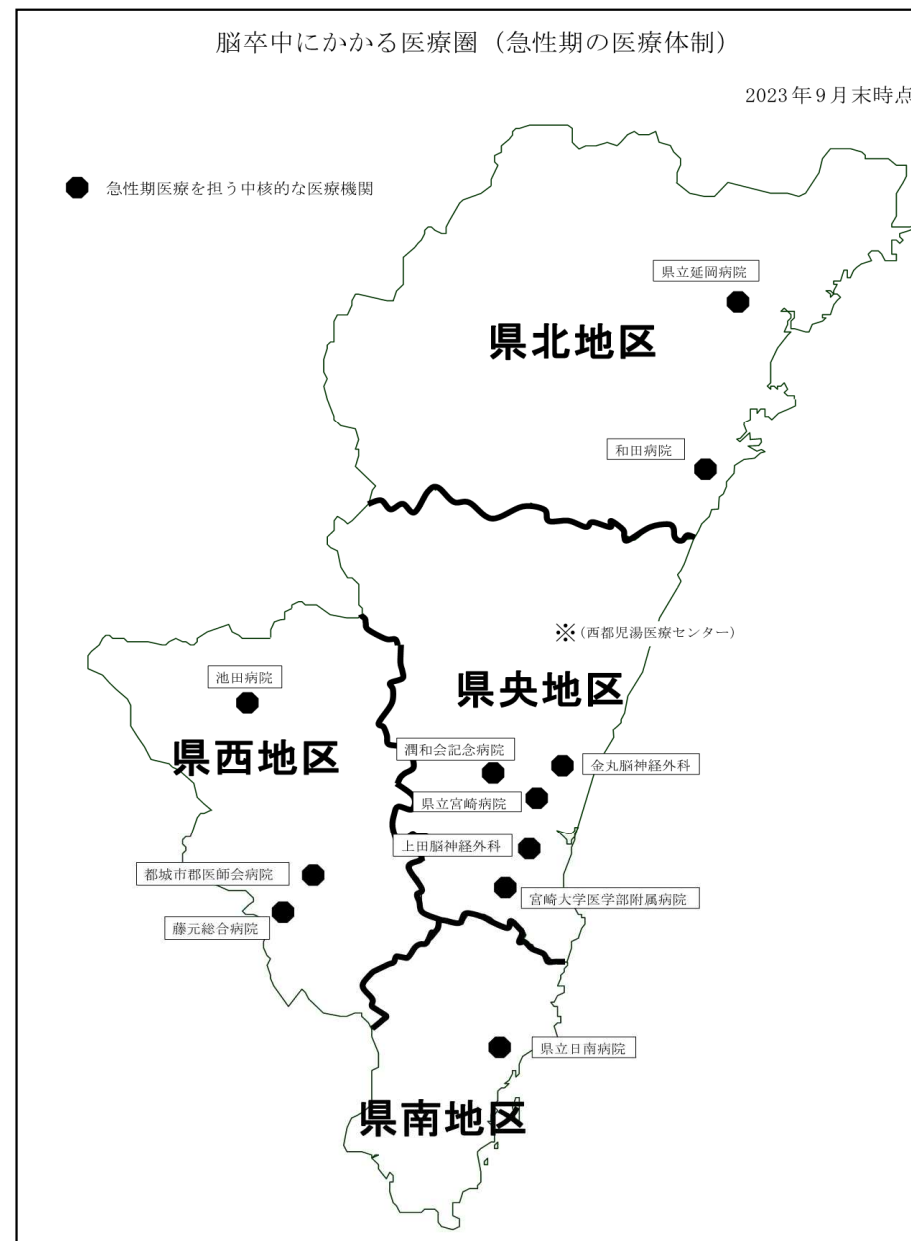 脳卒中にかかる医療圏（急性期の医療体制）
2023年9月末時点
急性期医療を担う中核的な医療機関
県立延岡病院
県北地区
和田病院
※(西都児湯医療センター)
池田病院
県央地区
県西地区
潤和会記念病院
金丸脳神経外科
県立宮崎病院
上田脳神経外科
都城市郡医師会病院
宮崎大学医学部附属病院
藤元総合病院
県立日南病院
県南地区